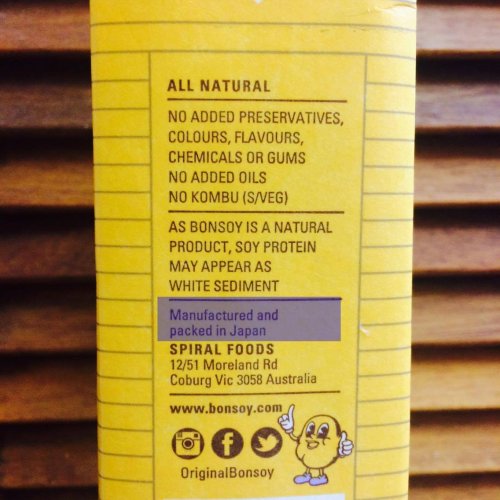 ALL NATURAL
NO ADDED PRESERVATIVES,
COLOURS, FLAVOURS,
CHEMICALS OR GUMS
NO ADDED OILS
NO KOMBU (S/VEG)
AS BONSOY IS A NATURAL
PRODUCT, SOY PROTEIN
MAY APPEAR AS
WHITE SEDIMENT
Manufactured and
packed in Japan
SPIRAL FOODS
12/51 Moreland Rd
Coburg Vic 3058 Australia
www.bonsoy.com
OriginalBonsoy